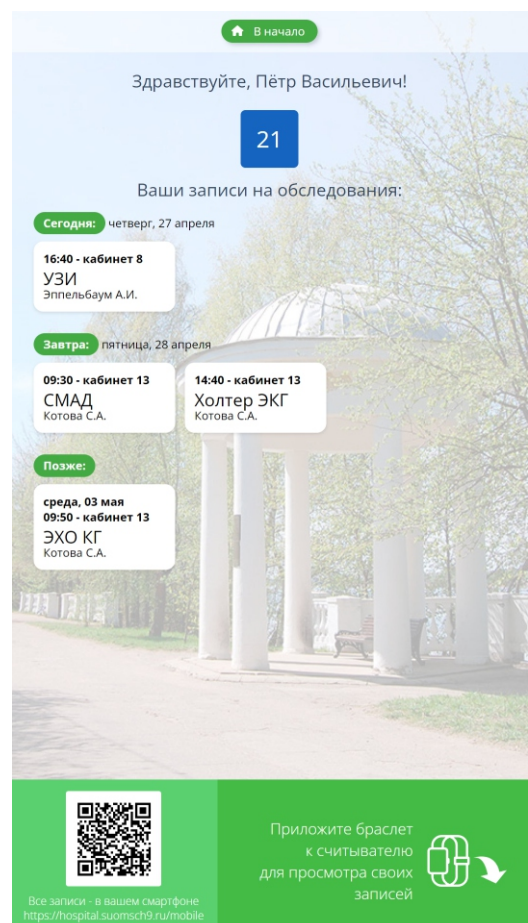 В начало
Здравствуйте, Пётр Васильевич!
21
Ваши записи на обследования:
Сегодня: четверг, 27 апреля
16:40 - кабинет 8
УЗИ
Эппельбаум А.И.
Завтра: пятница, 28 апреля
09:30 - кабинет 13
СМАД
Котова С.А.
14:40 - кабинет 13
Холтер ЭКГ
Котова С.А.
Позже:
среда, 03 мая
09:50 - кабинет 13
ЭХО КГ
Котова С.А.
Все записи - в вашем смартфоне
https://hospital.suomsch9.ru/mobile
Приложите браслет
к считывателю
для просмотра своих
записей